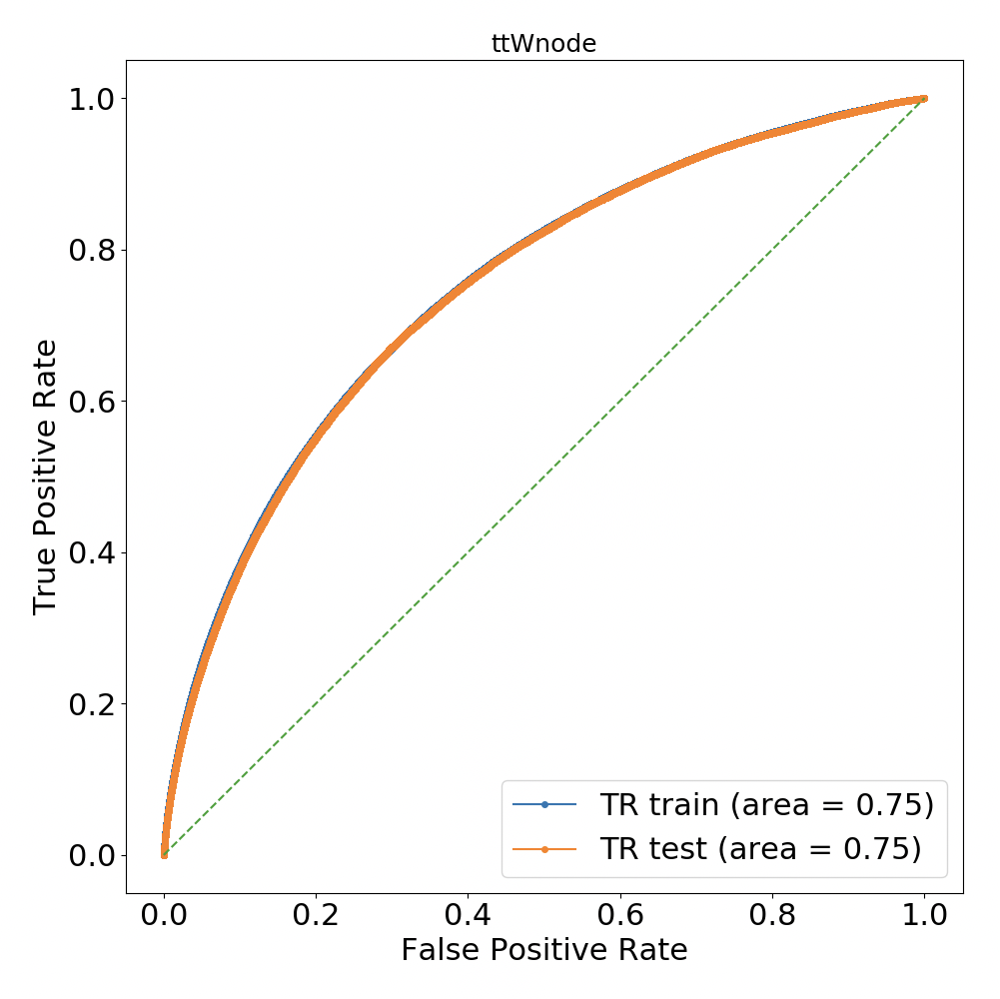 ttWnode
1.0
0.8
0.6
0.4
0.2
0.0
True Positive Rate
TR train (area = 0.75)
TR test (area = 0.75)
0.0 0.2 0.4 0.6 0.8 1.0
False Positive Rate